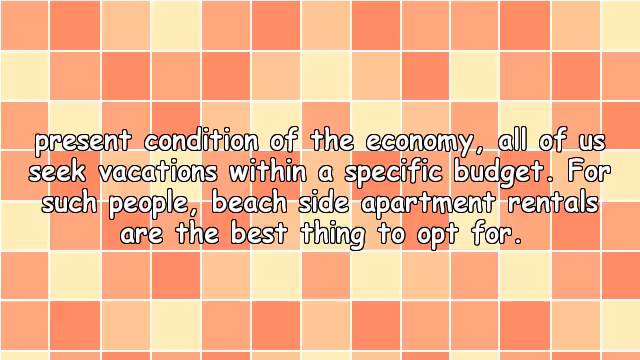 present condition of the economy, all of us
seek vacations within a specific budget. For
such people, beach side apartment rentals
are the best thing to opt for.